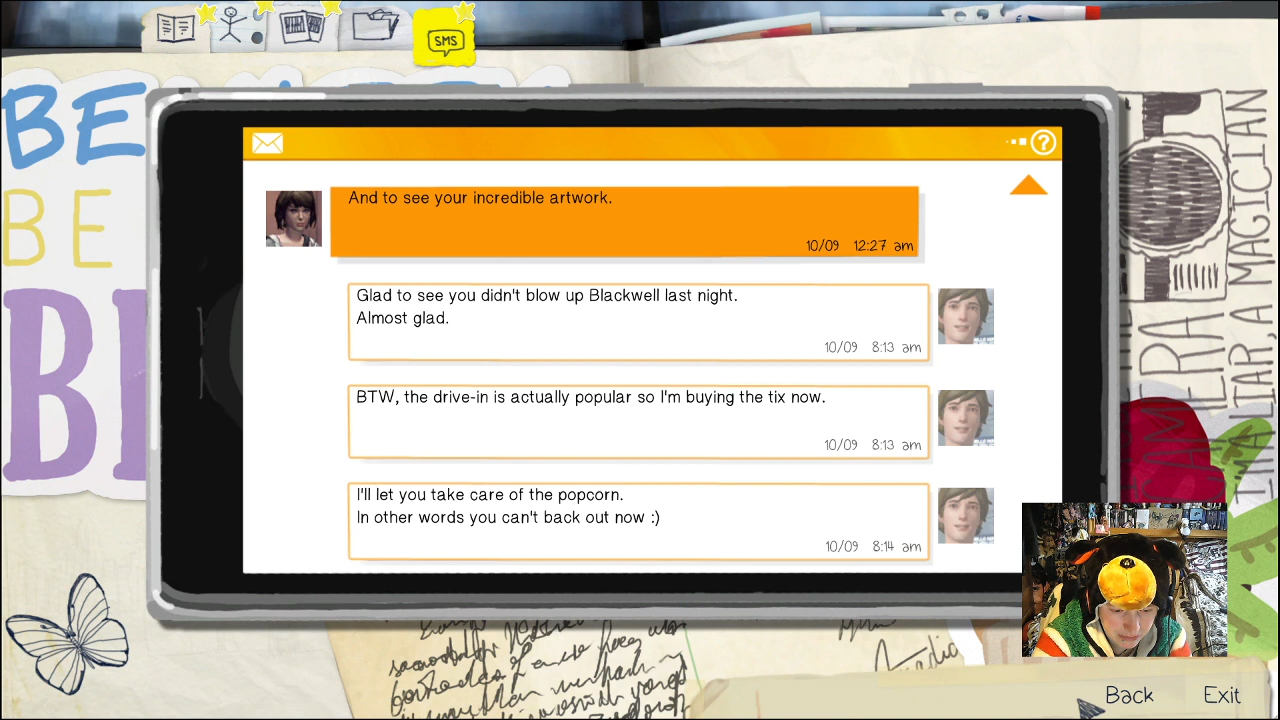 SMS
BE
BE
And to see your incredible artwork.
10/09 12:27 am
Glad to see you didn't blow up Blackwell last night.
Almost glad.
10/09 8:13 am
BTW, the drive-in is actually popular so I'm buying the tix now.
10/09 8:13 am
I'll let you take care of the popcorn.
In other words you can't back out now :)
10/09 8:14 am
?
MAGICIAN
Back
Exit